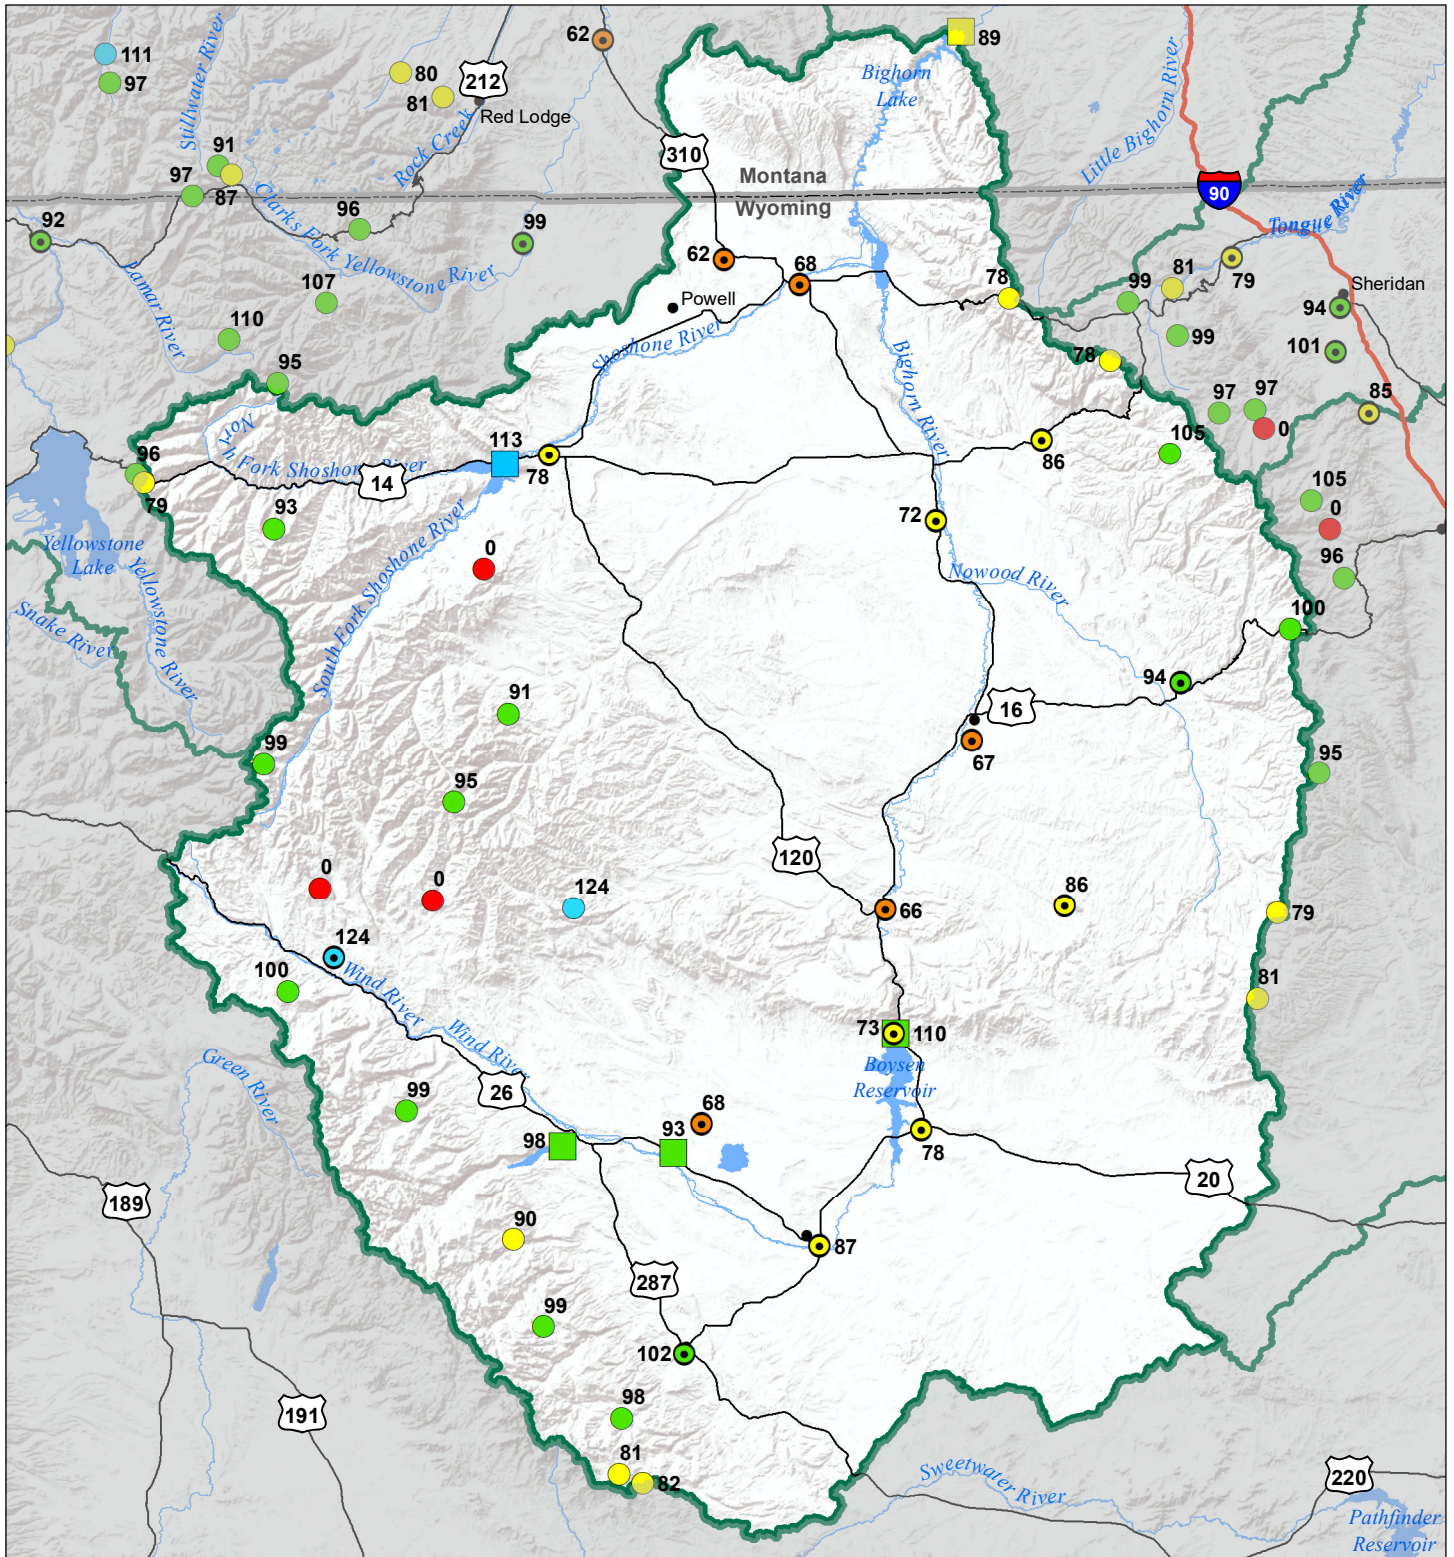 62
89
111
97
80
81
212
Red Lodge
Stillwater River
Rock Creek
Bighorn
Lake
Little Bighorn River
91
97
87
310
Montana
Wyoming
90
Clarks Fork Yellowstone River
96
92
99
Lamar River
107
110
95
62
68
Powell
Shoshone River
78
99
81
79
Tongue River
Sheridan
94
99
101
78
Bighorn River
97
97
0
85
105
86
113
78
North Fork Shoshone River
14
96
79
93
0
72
105
0
96
Yellowstone
Lake
Yellowstone River
Snake River
South Fork Shoshone River
Nowood River
100
94
91
16
67
99
95
95
120
0
0
124
66
86
79
124
100
Wind River
Wind River
81
73
110
Boysen
Reservoir
Green River
99
26
68
98
93
78
20
189
90
87
287
99
102
191
98
81
82
Sweetwater River
220
Pathfinder
Reservoir